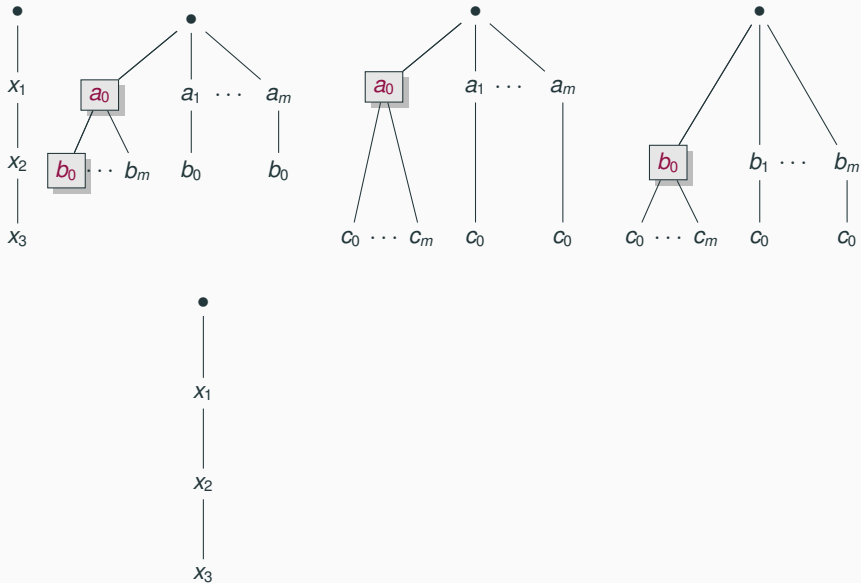 x₁ a₀ a₁ ⋯ aₘ a₀ a₁ ⋯ aₘ
x₂ b₀ ⋯ bₘ b₀ b₀ b₀ b₁ ⋯ bₘ
x₃ c₀ ⋯ cₘ c₀ c₀ c₀ ⋯ cₘ c₀ c₀
x₁
x₂
x₃